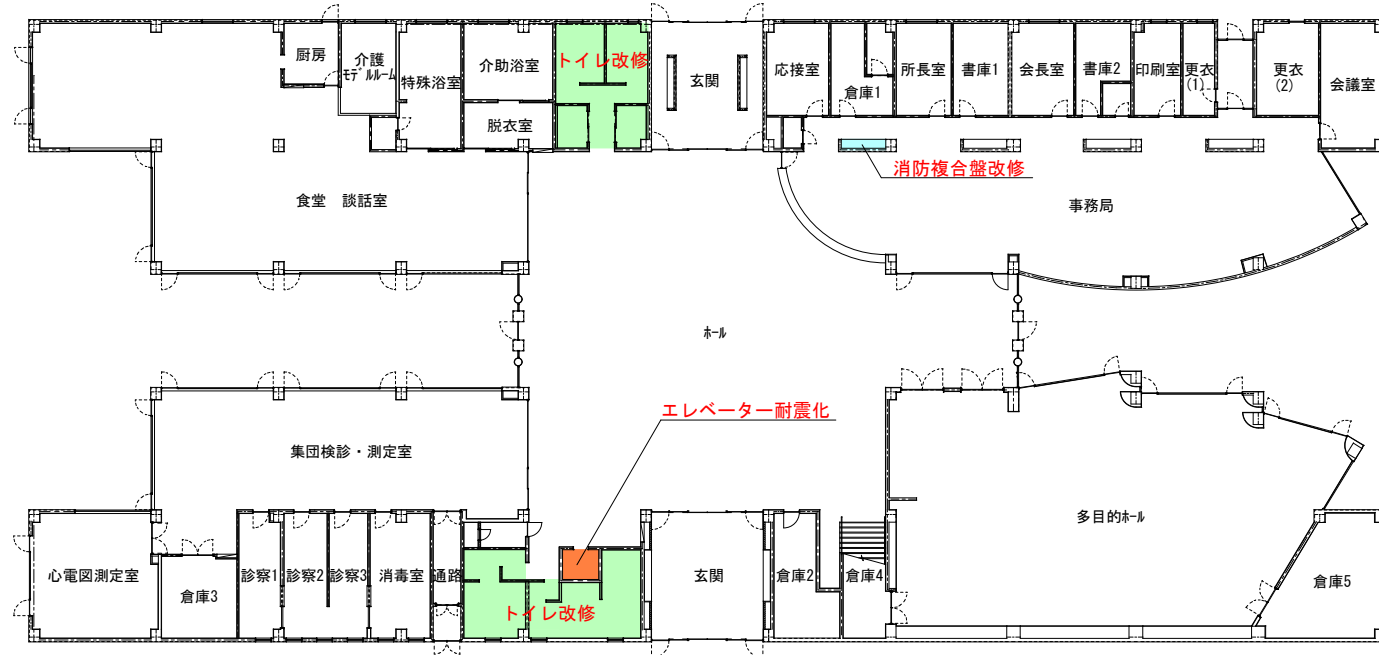 厨房
介護
ﾓﾃﾞﾙﾙｰﾑ
特殊浴室
介助浴室
トイレ改修
玄関
応接室
倉庫1
所長室
書庫1
会長室
書庫2
印刷室
更衣
(1)
更衣
(2)
会議室
脱衣室
消防複合盤改修
食堂　談話室
事務局
ﾎｰﾙ
エレベーター耐震化
集団検診・測定室
多目的ﾎｰﾙ
心電図測定室
倉庫3
診察1
診察2
診察3
消毒室
通路
トイレ改修
玄関
倉庫2
倉庫4
倉庫5